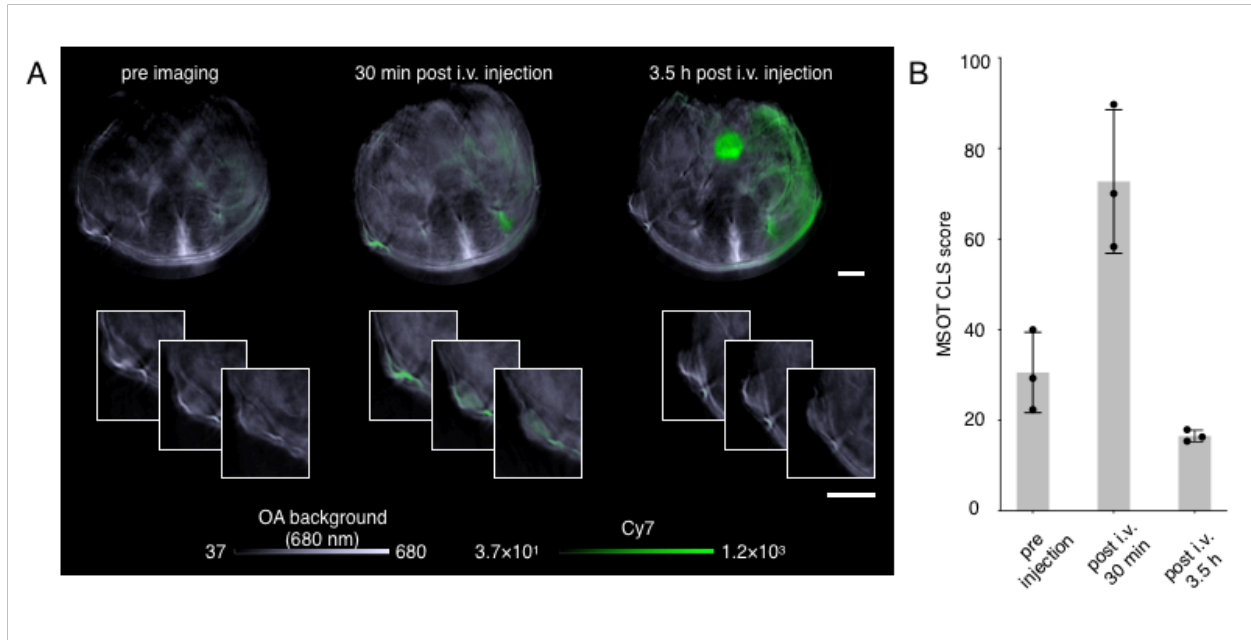 A
pre imaging
30 min post i.v. injection
3.5 h post i.v. injection
OA background
(680 nm)
37
680
Cy7
3.7×10¹
1.2×10³
B
MSOT CLS score
100
80
60
40
20
0
pre
injection
post i.v.
30 min
post i.v.
3.5 h